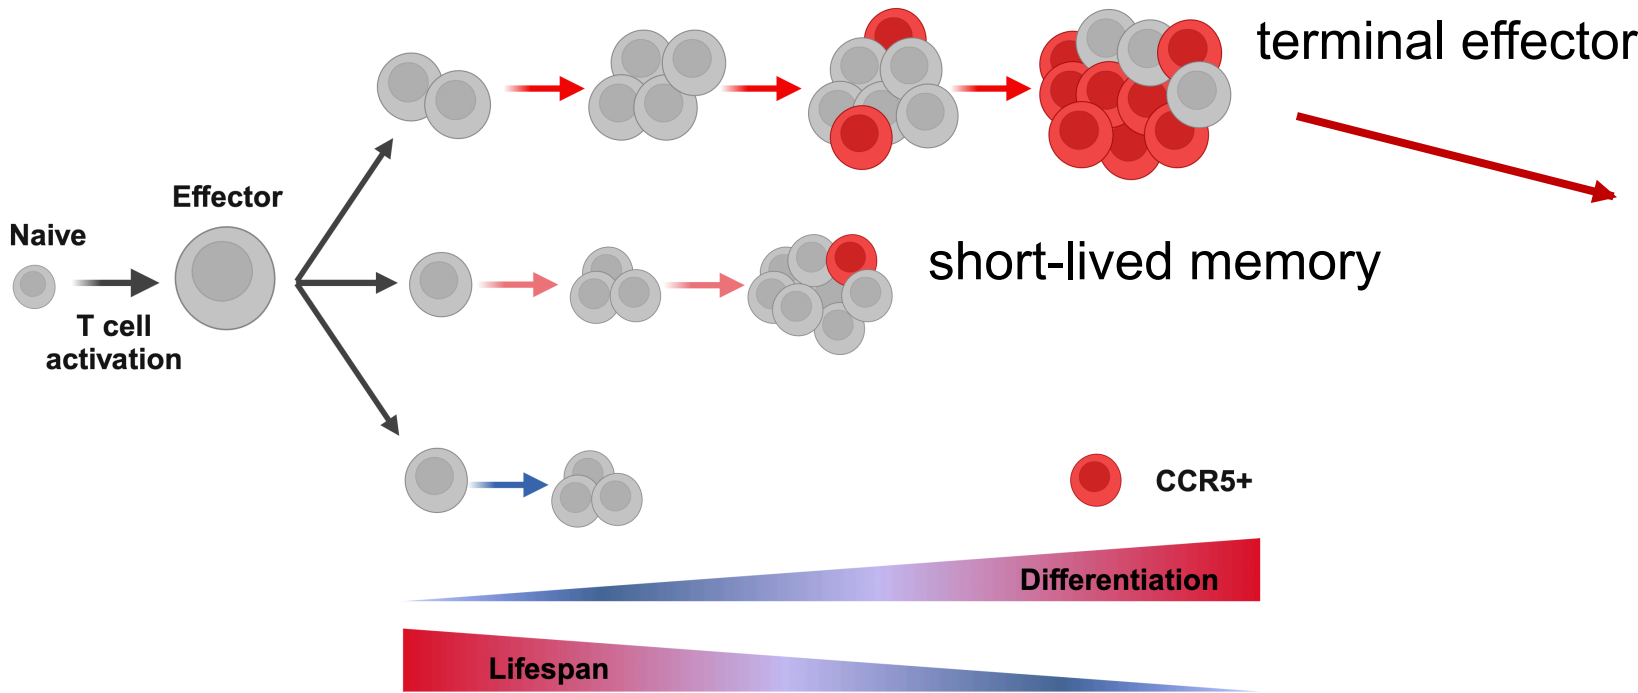 terminal effector
Effector
Naive
short-lived memory
T cell
activation
CCR5+
Differentiation
Lifespan